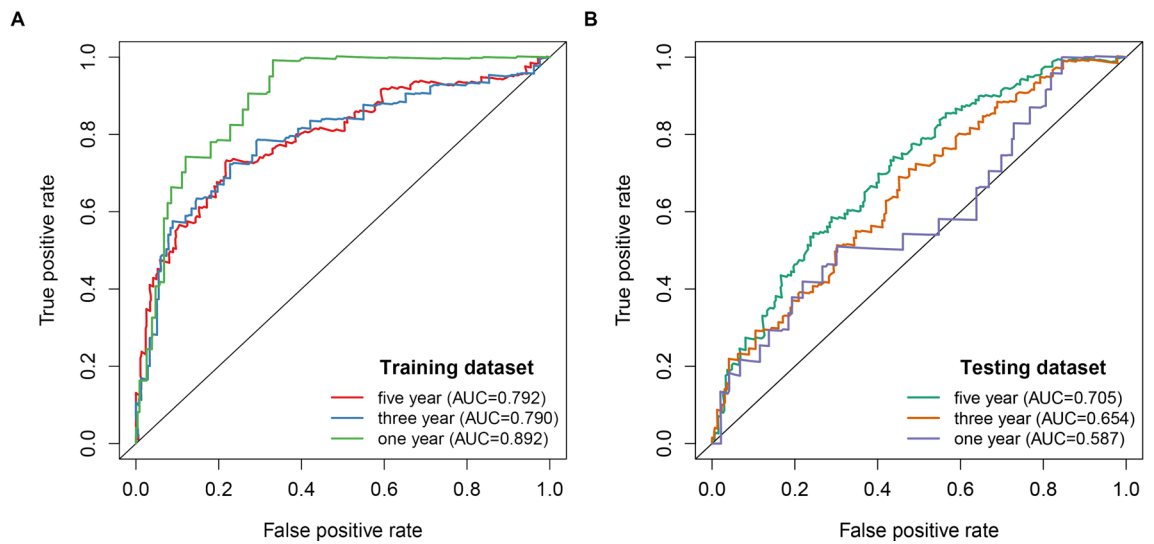 A
True positive rate
1.0
0.8
0.6
0.4
0.2
0.0
Training dataset
five year (AUC=0.792)
three year (AUC=0.790)
one year (AUC=0.892)
0.0 0.2 0.4 0.6 0.8 1.0
False positive rate
B
True positive rate
1.0
0.8
0.6
0.4
0.2
0.0
Testing dataset
five year (AUC=0.705)
three year (AUC=0.654)
one year (AUC=0.587)
0.0 0.2 0.4 0.6 0.8 1.0
False positive rate